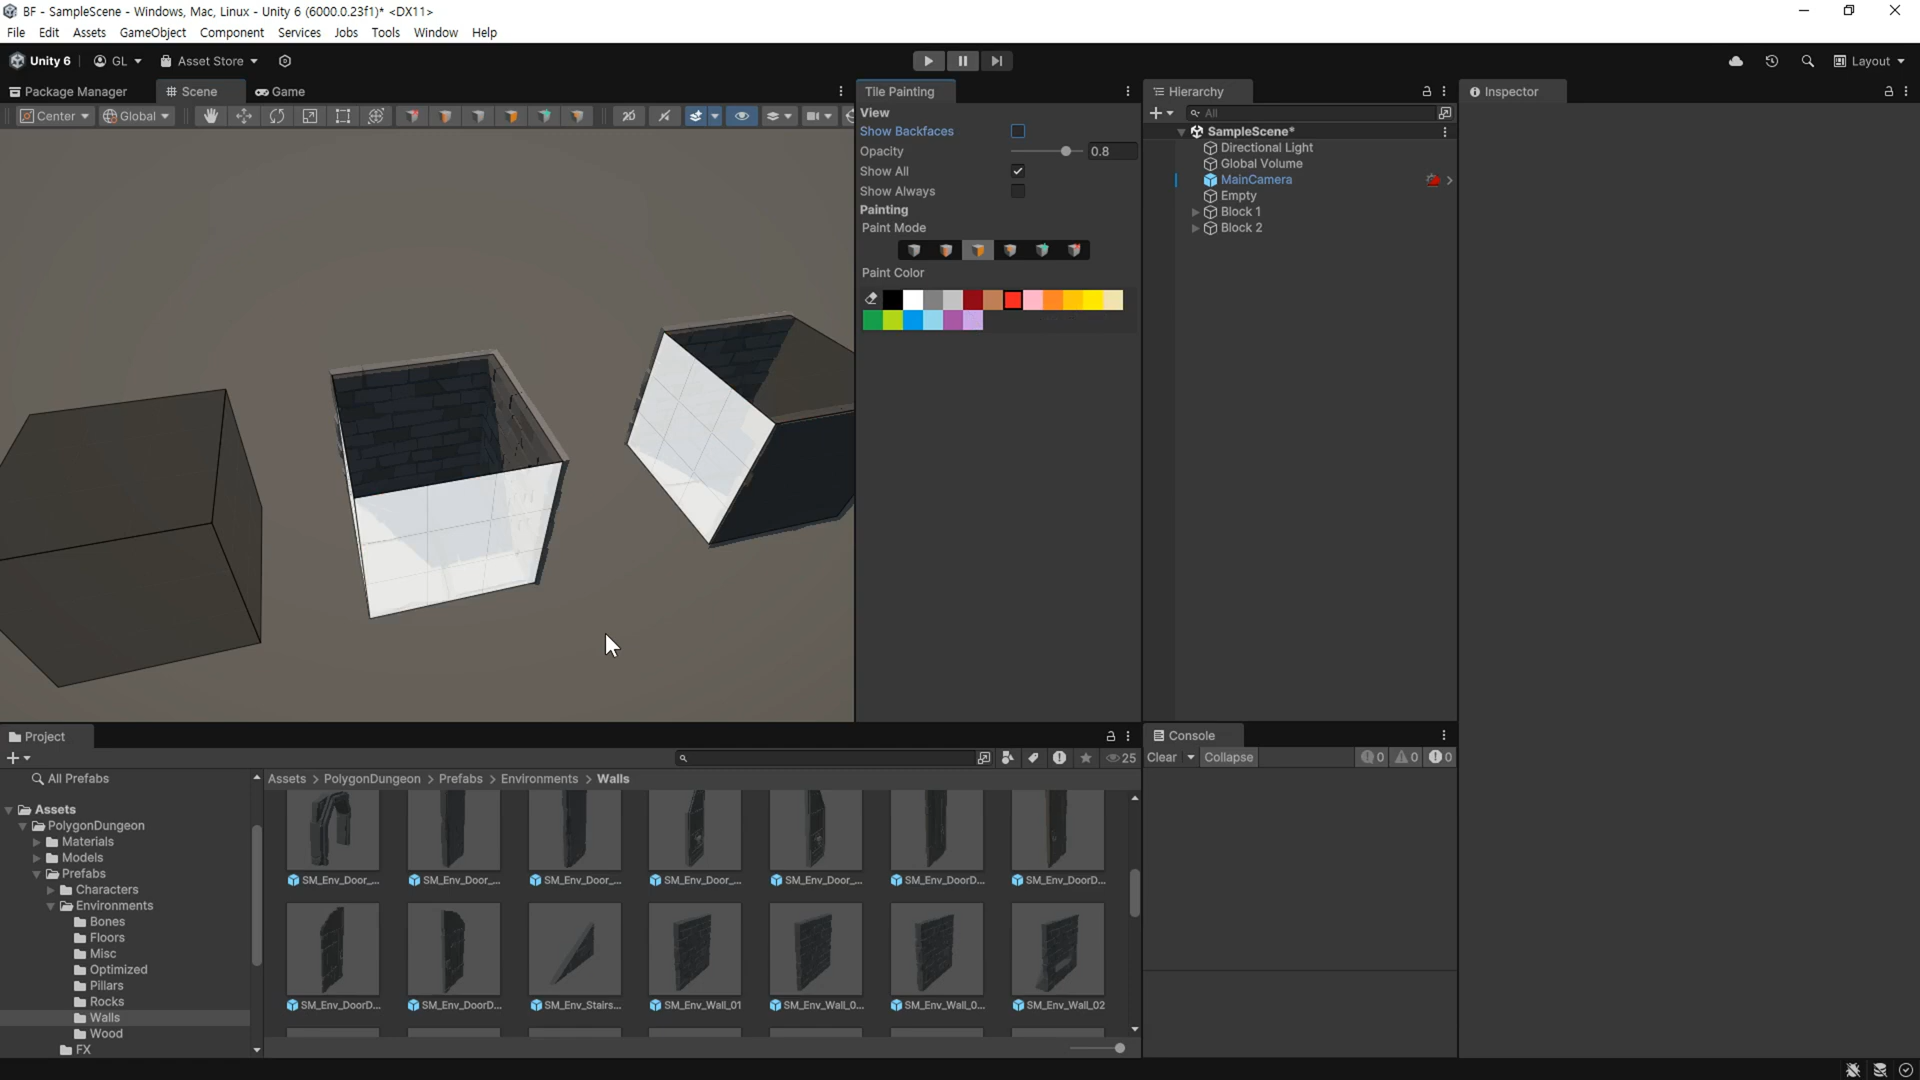 BF - SampleScene - Windows, Mac, Linux - Unity 6 (6000.0.23f1)* <DX11>
File Edit Assets GameObject Component Services Jobs Tools Window Help
Unity 6 GL Asset Store Layout
Package Manager Scene Game
Center Global
Tile Painting
View
Show Backfaces
Opacity 0.8
Show All
Show Always
Painting
Paint Mode
Paint Color
Hierarchy
All
SampleScene*
Directional Light
Global Volume
MainCamera
Empty
Block 1
Block 2
Inspector
Project
25
All Prefabs
Assets
PolygonDungeon
Materials
Models
Prefabs
Characters
Environments
Bones
Floors
Misc
Optimized
Pillars
Rocks
Walls
Wood
FX
Assets > PolygonDungeon > Prefabs > Environments > Walls
SM_Env_Door_... SM_Env_Door_... SM_Env_Door_... SM_Env_Door_... SM_Env_Door_... SM_Env_DoorD... SM_Env_DoorD...
SM_Env_DoorD... SM_Env_DoorD... SM_Env_Stairs... SM_Env_Wall_01 SM_Env_Wall_0... SM_Env_Wall_0... SM_Env_Wall_02
Console
Clear Collapse 0 0 0